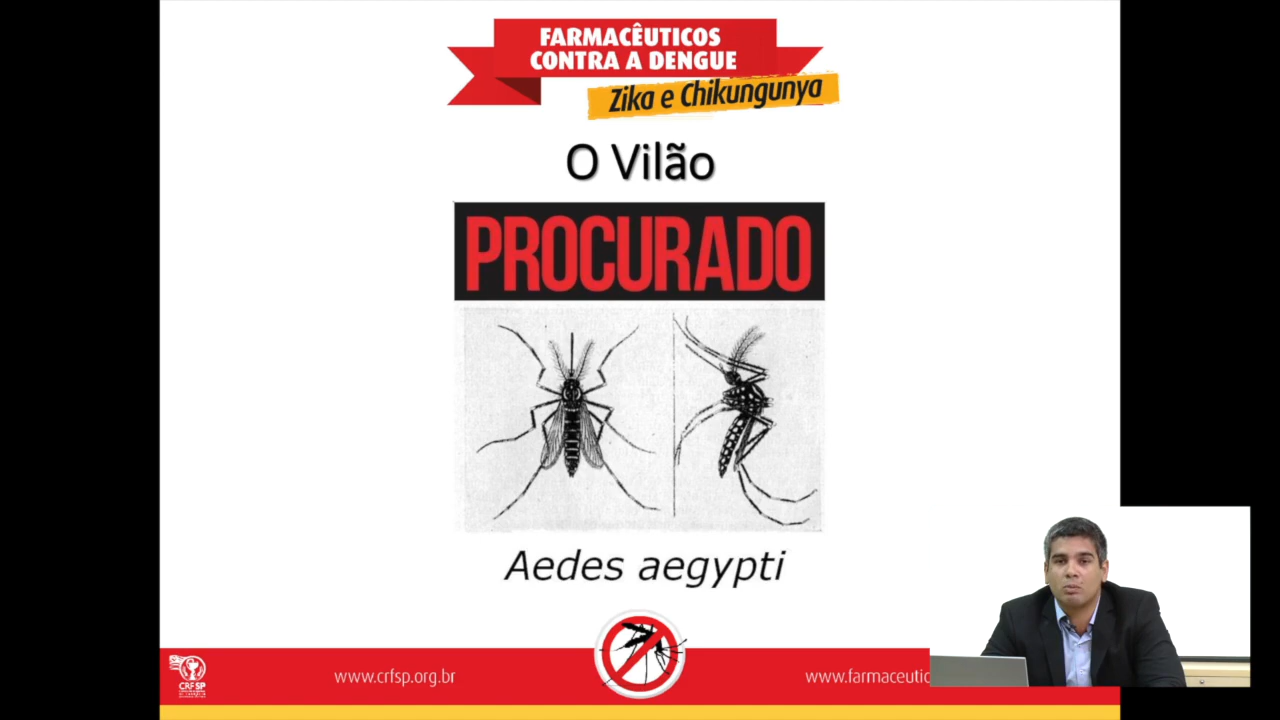 FARMACÊUTICOS
CONTRA A DENGUE
Zika e Chikungunya
O Vilão
PROCURADO
Aedes aegypti
CRF SP
www.crfsp.org.br
www.farmaceutic